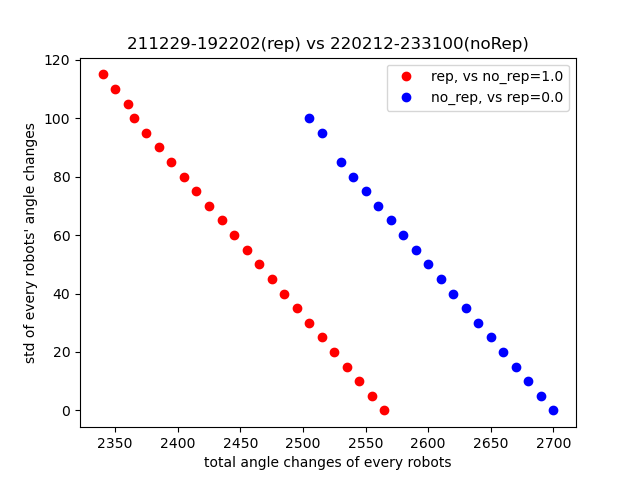 211229-192202(rep) vs 220212-233100(noRep)
rep, vs no_rep=1.0
no_rep, vs rep=0.0
std of every robots' angle changes
120
100
80
60
40
20
0
2350 2400 2450 2500 2550 2600 2650 2700
total angle changes of every robots